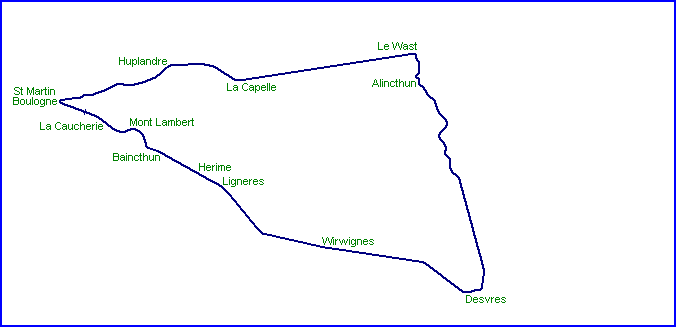 Le Wast
Huplandre
Alincthun
La Capelle
St Martin
Boulogne
La Caucherie
Mont Lambert
Baincthun
Herime
Ligneres
Wirwignes
Desvres